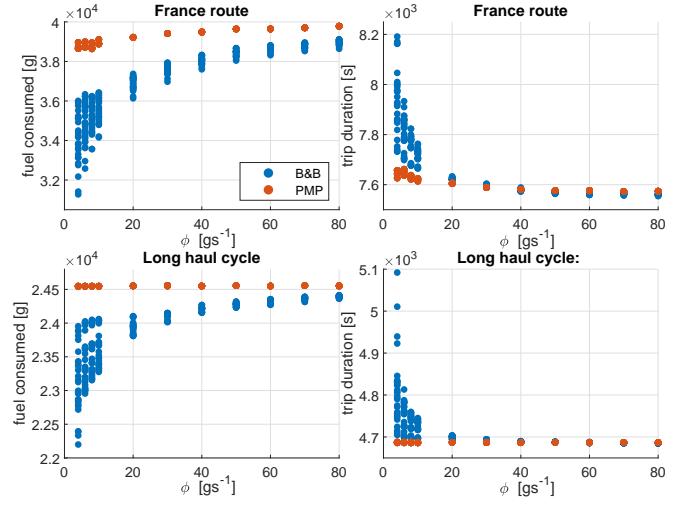 France route
×10⁴
fuel consumed [g]
4
3.8
3.6
3.4
3.2
0 20 40 60 80
ϕ [gs⁻¹]
B&B
PMP
France route
×10³
trip duration [s]
8.2
8
7.8
7.6
0 20 40 60 80
ϕ [gs⁻¹]
Long haul cycle
×10⁴
fuel consumed [g]
2.45
2.4
2.35
2.3
2.25
2.2
0 20 40 60 80
ϕ [gs⁻¹]
Long haul cycle:
×10³
trip duration [s]
5.1
5
4.9
4.8
4.7
0 20 40 60 80
ϕ [gs⁻¹]